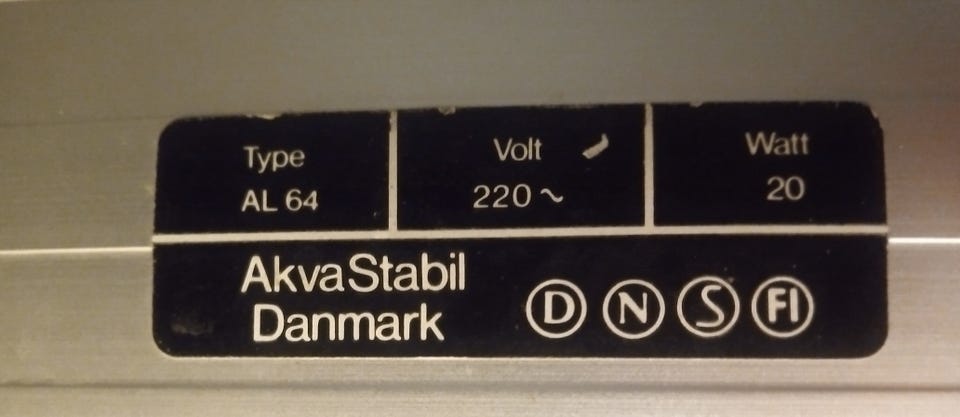 Type
AL 64
Volt
220 ~
Watt
20
AkvaStabil
Danmark
D N S FI